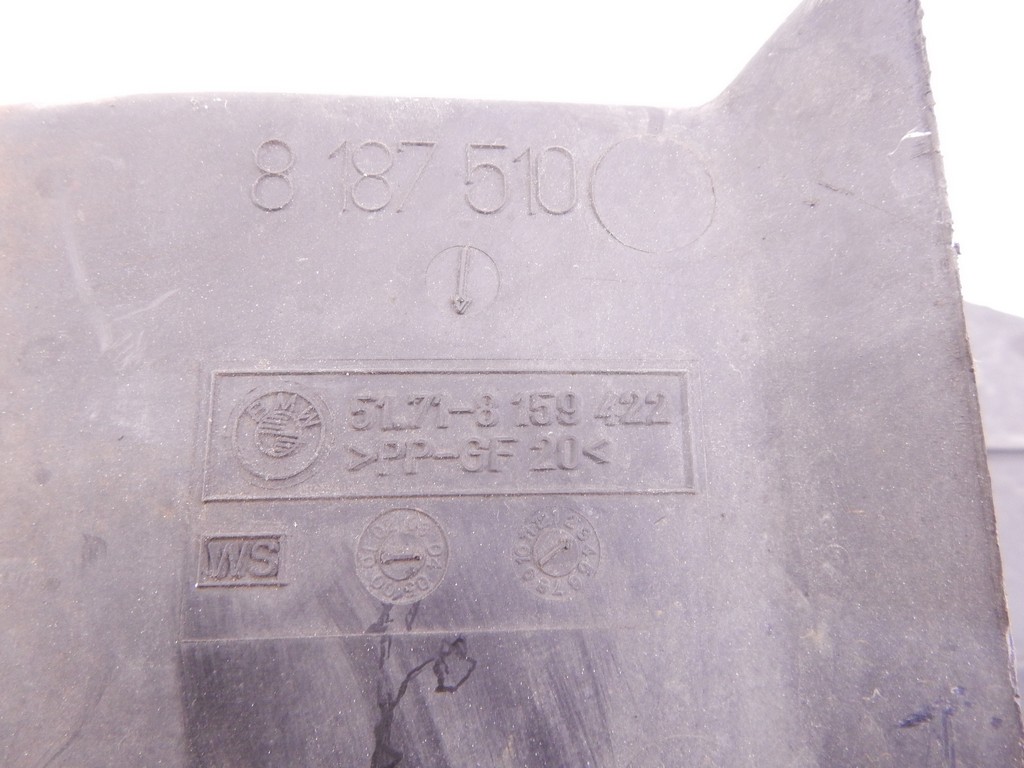 8 187 510
BMW
51.71-8 159 422
>PP-GF 20<
WS